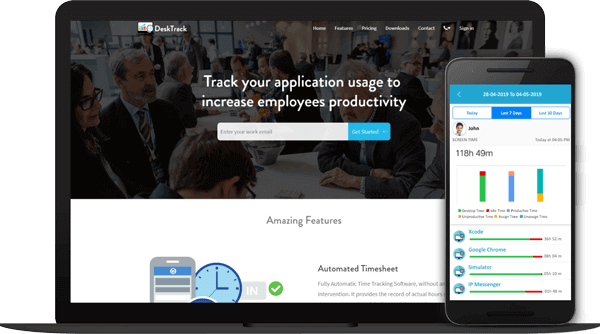 DeskTrack
Home Features Pricing Downloads Contact Sign in
Track your application usage to
increase employees productivity
Enter your work email
Get Started
Amazing Features
Automated Timesheet
Fully Automatic Time Tracking Software, without a
intervention. It provides the record of actual hours
IN
28-04-2019 To 04-05-2019
Today Last 7 Days Last 30 Days
John
SCREEN TIME
Today at 04:05 PM
118h 49m
Desktop Time Idle Time Productive Time
Unproductive Time Assign Time Unassign Time
Xcode
Google Chrome
Simulator
IP Messenger